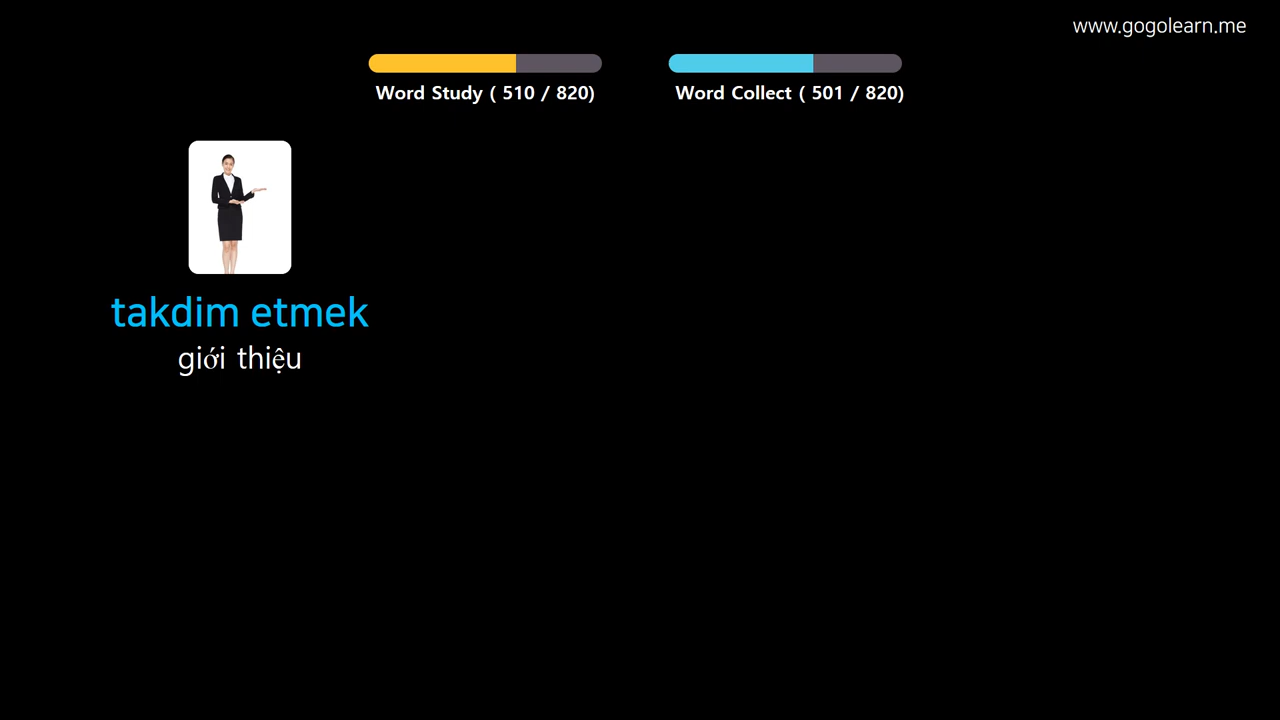 www.gogolearn.me
Word Study ( 510 / 820)
Word Collect ( 501 / 820)
takdim etmek
giới thiệu